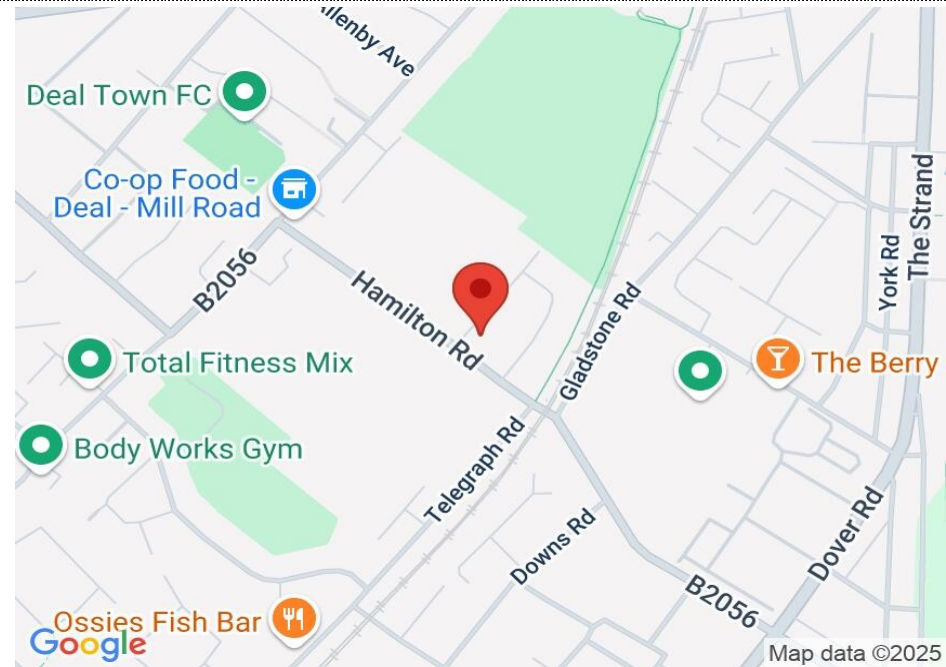 Allenby Ave
Deal Town FC
Co-op Food -
Deal - Mill Road
The Strand
York Rd
B2056
Hamilton Rd
Gladstone Rd
Total Fitness Mix
The Berry
Body Works Gym
Telegraph Rd
Downs Rd
Dover Rd
B2056
Ossies Fish Bar
Google
Map data ©2025